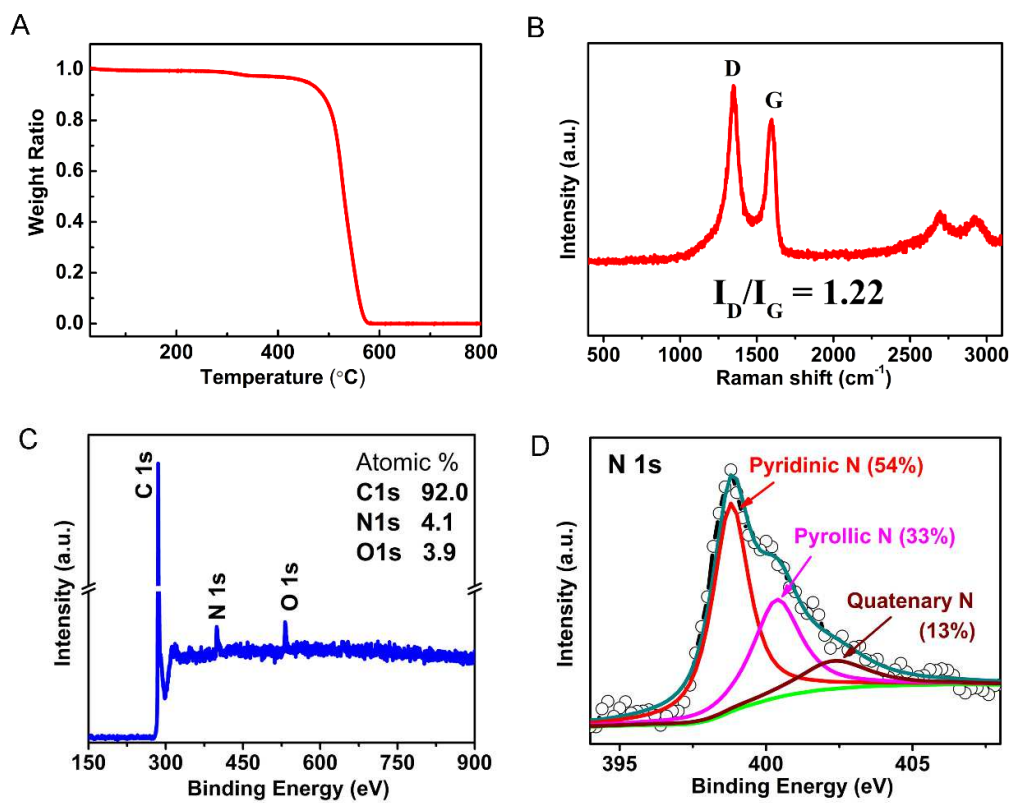 A
1.0
0.8
0.6
0.4
0.2
0.0
Weight Ratio
200 400 600 800
Temperature (°C)
B
D
G
Intensity (a.u.)
I_D/I_G = 1.22
500 1000 1500 2000 2500 3000
Raman shift (cm⁻¹)
C
C 1s
N 1s
O 1s
Atomic %
C1s 92.0
N1s 4.1
O1s 3.9
Intensity (a.u.)
150 300 450 600 750 900
Binding Energy (eV)
D
N 1s
Pyridinic N (54%)
Pyrollic N (33%)
Quatenary N
(13%)
Intensity (a.u.)
395 400 405
Binding Energy (eV)